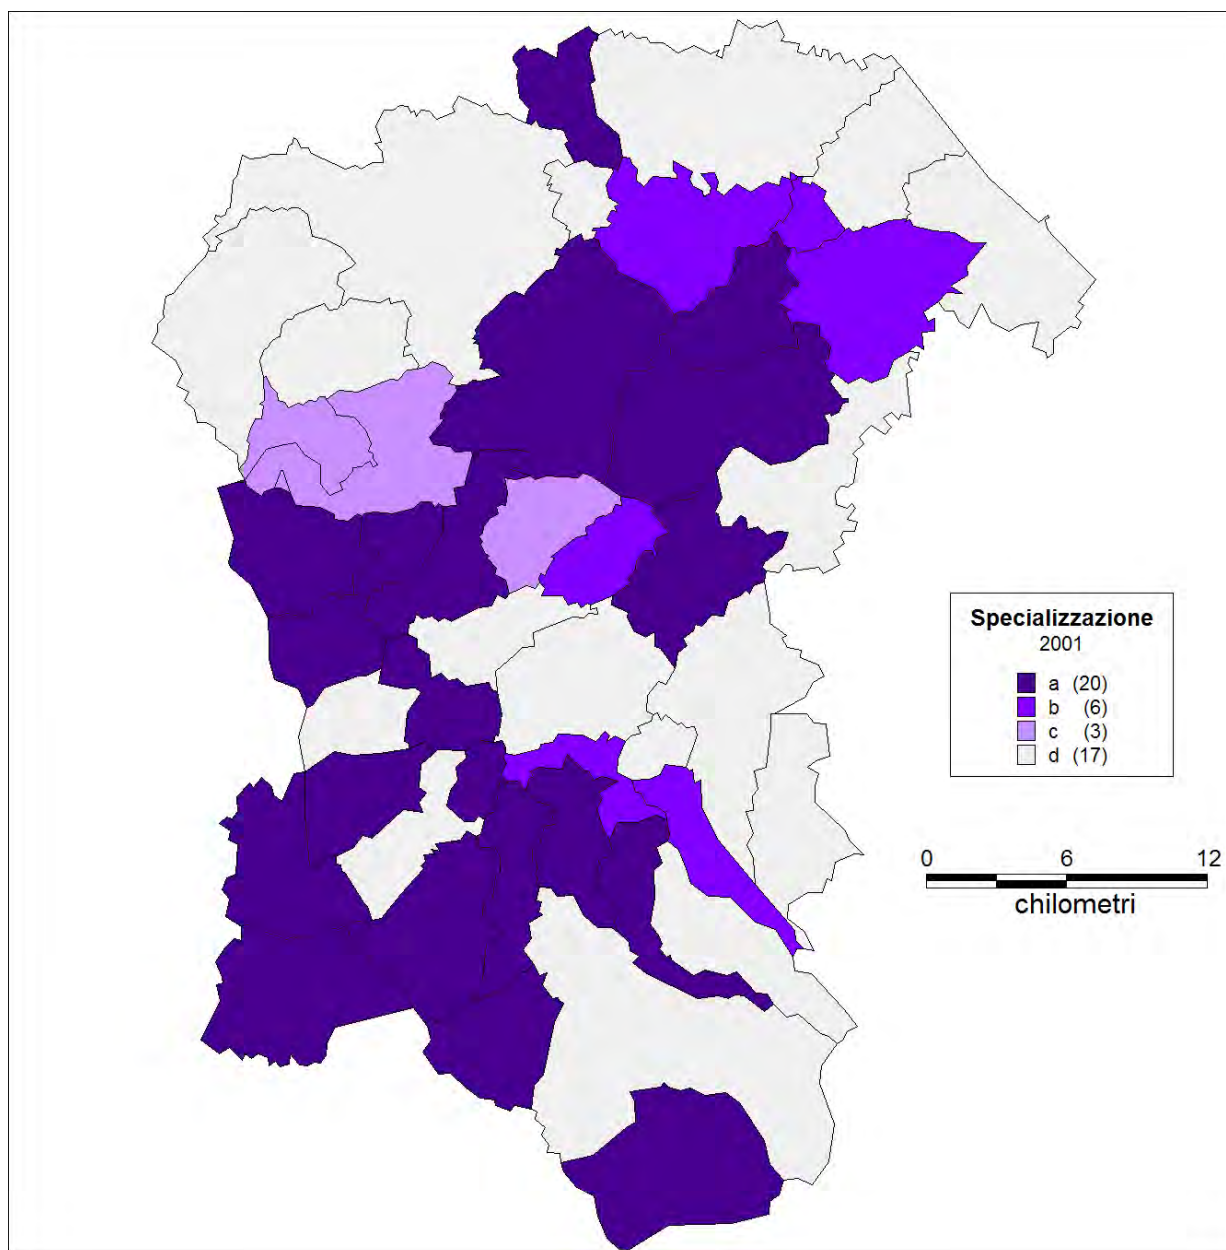 Specializzazione
2001
a (20)
b (6)
c (3)
d (17)
0 6 12
chilometri